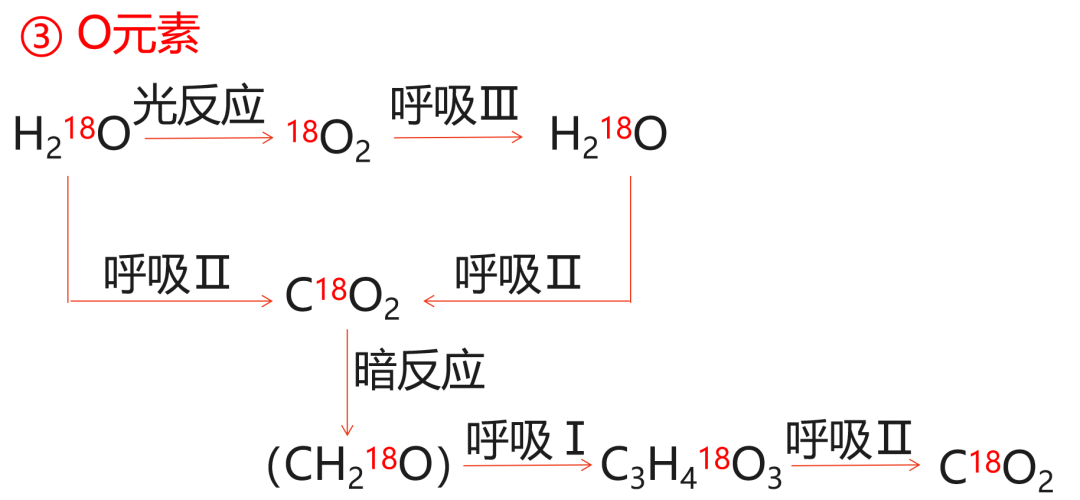 ③ O元素
H₂¹⁸O 光反应 ¹⁸O₂ 呼吸Ⅲ H₂¹⁸O
呼吸Ⅱ C¹⁸O₂ 呼吸Ⅱ
暗反应
(CH₂¹⁸O) 呼吸Ⅰ C₃H₄¹⁸O₃ 呼吸Ⅱ C¹⁸O₂